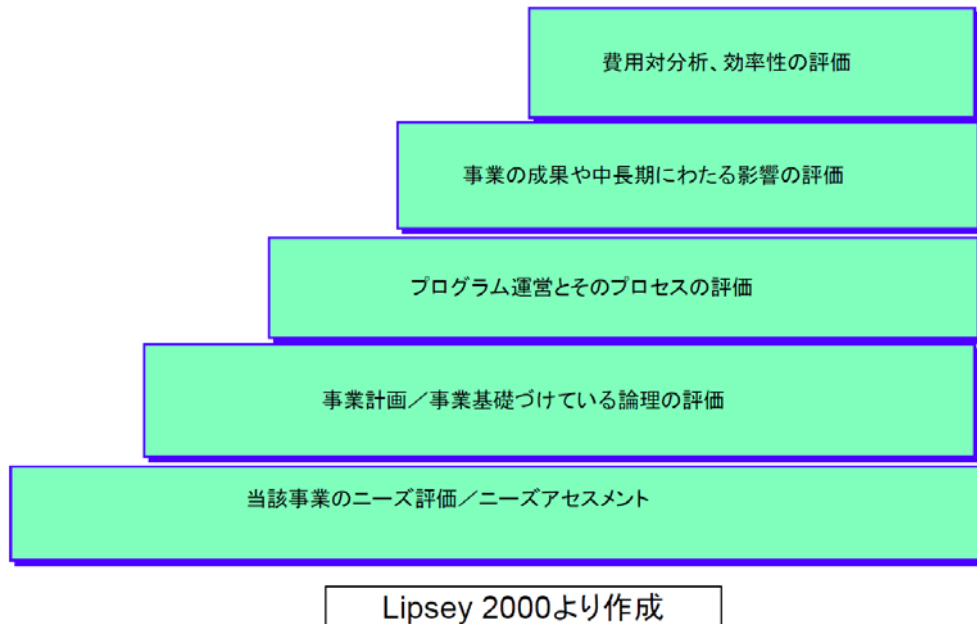 費用対分析、効率性の評価
事業の成果や中長期にわたる影響の評価
プログラム運営とそのプロセスの評価
事業計画／事業基礎づけている論理の評価
当該事業のニーズ評価／ニーズアセスメント
Lipsey 2000より作成